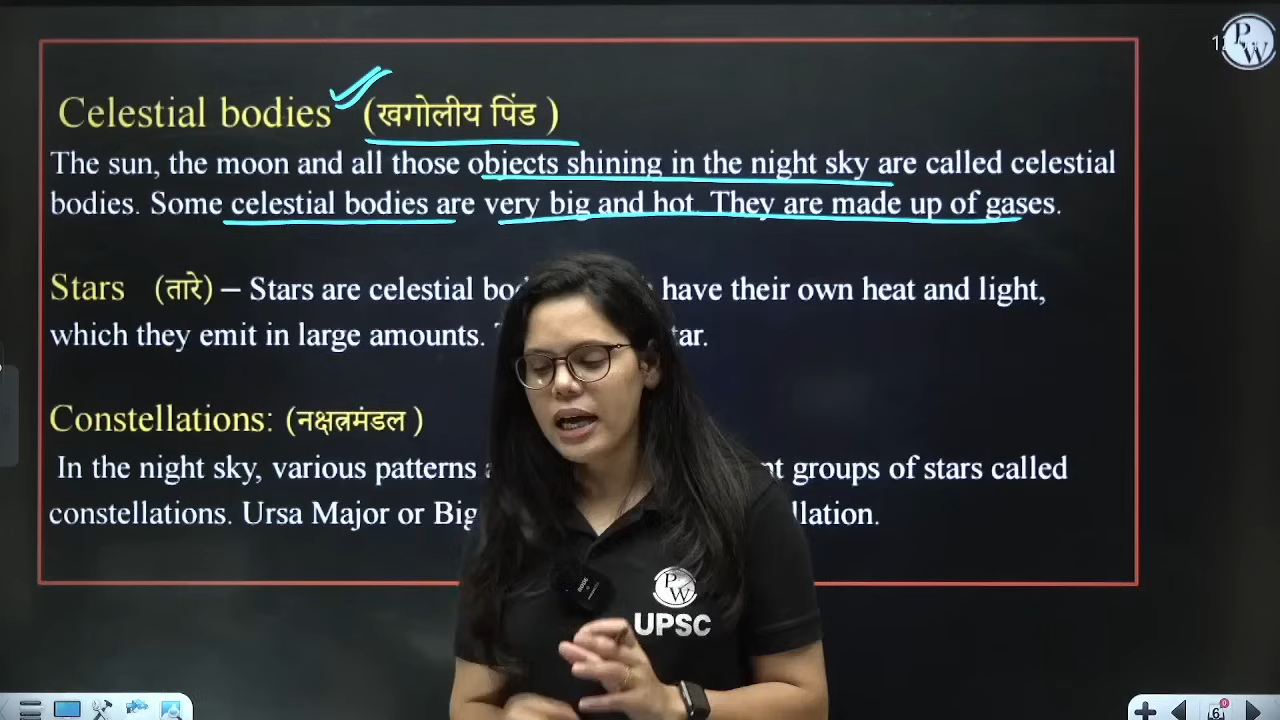 12
PW
Celestial bodies (खगोलीय पिंड )
The sun, the moon and all those objects shining in the night sky are called celestial
bodies. Some celestial bodies are very big and hot. They are made up of gases.
Stars (तारे) – Stars are celestial have their own heat and light,
which they emit in large amounts.
Constellations: (नक्षत्रमंडल )
In the night sky, various patterns groups of stars called
constellations. Ursa Major or Big
PW
UPSC
6